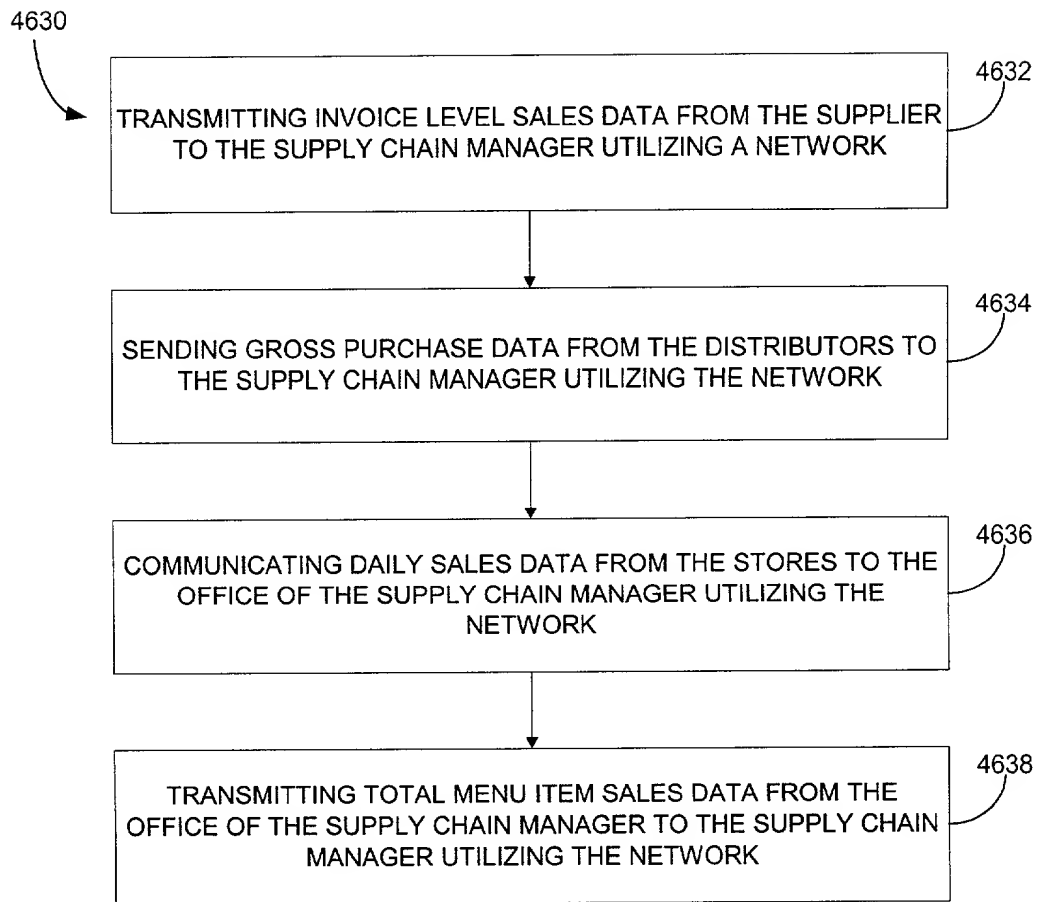 4630
4632
TRANSMITTING INVOICE LEVEL SALES DATA FROM THE SUPPLIER
TO THE SUPPLY CHAIN MANAGER UTILIZING A NETWORK
4634
SENDING GROSS PURCHASE DATA FROM THE DISTRIBUTORS TO
THE SUPPLY CHAIN MANAGER UTILIZING THE NETWORK
4636
COMMUNICATING DAILY SALES DATA FROM THE STORES TO THE
OFFICE OF THE SUPPLY CHAIN MANAGER UTILIZING THE
NETWORK
4638
TRANSMITTING TOTAL MENU ITEM SALES DATA FROM THE
OFFICE OF THE SUPPLY CHAIN MANAGER TO THE SUPPLY CHAIN
MANAGER UTILIZING THE NETWORK